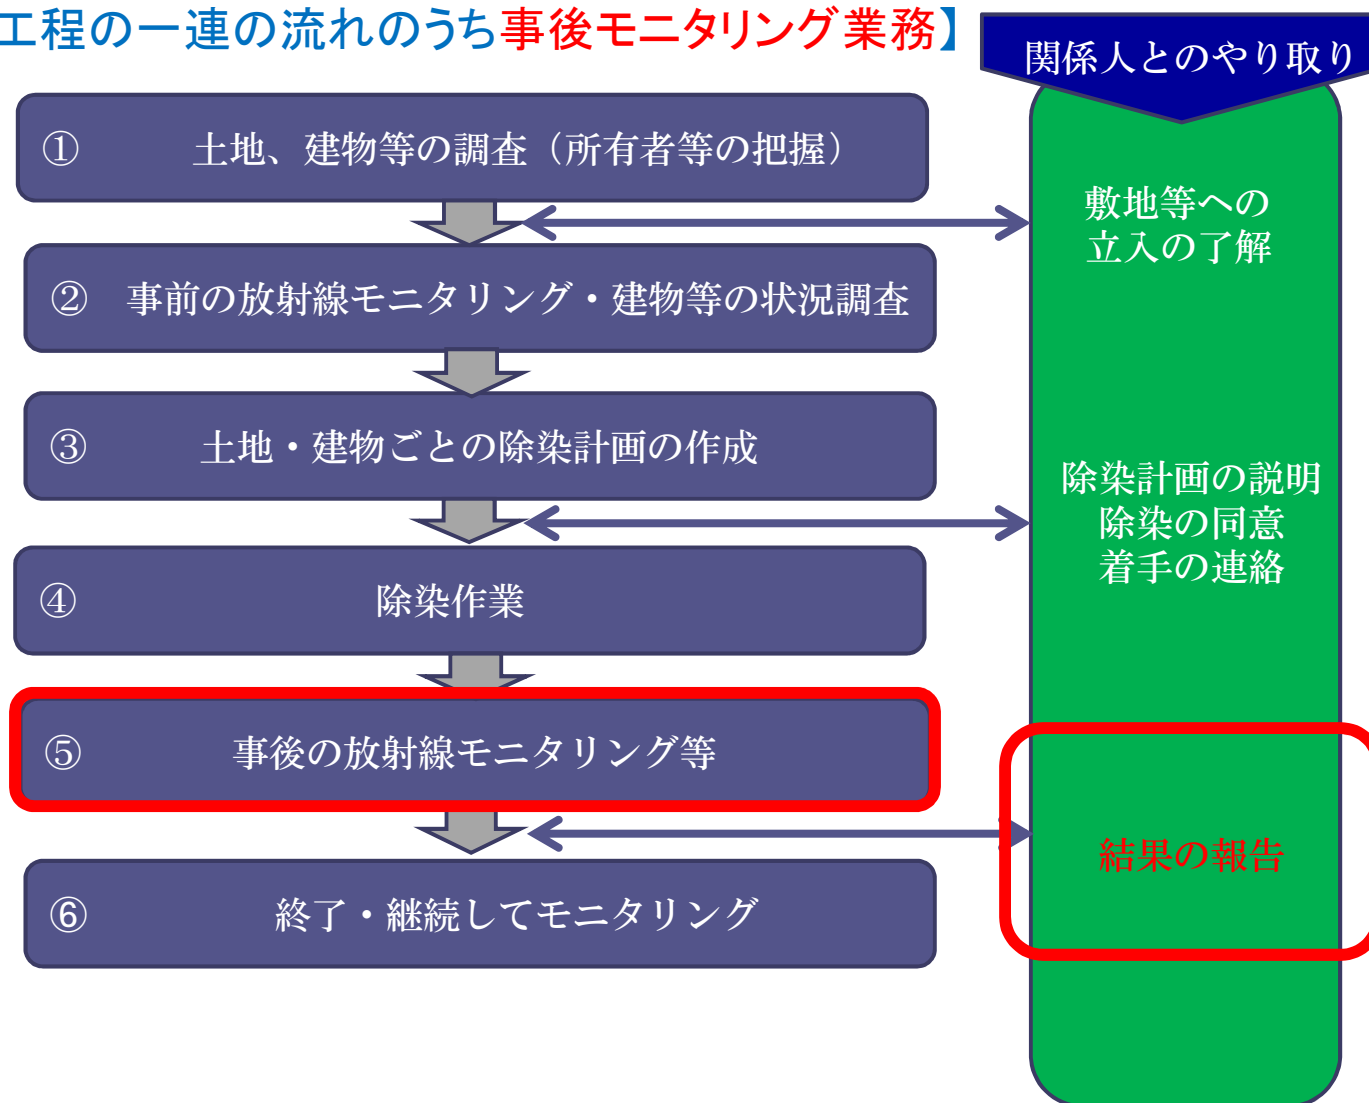 工程の一連の流れのうち事後モニタリング業務】
関係人とのやり取り
① 土地、建物等の調査（所有者等の把握）
敷地等への
立入の了解
② 事前の放射線モニタリング・建物等の状況調査
③ 土地・建物ごとの除染計画の作成
除染計画の説明
除染の同意
着手の連絡
④ 除染作業
⑤ 事後の放射線モニタリング等
結果の報告
⑥ 終了・継続してモニタリング